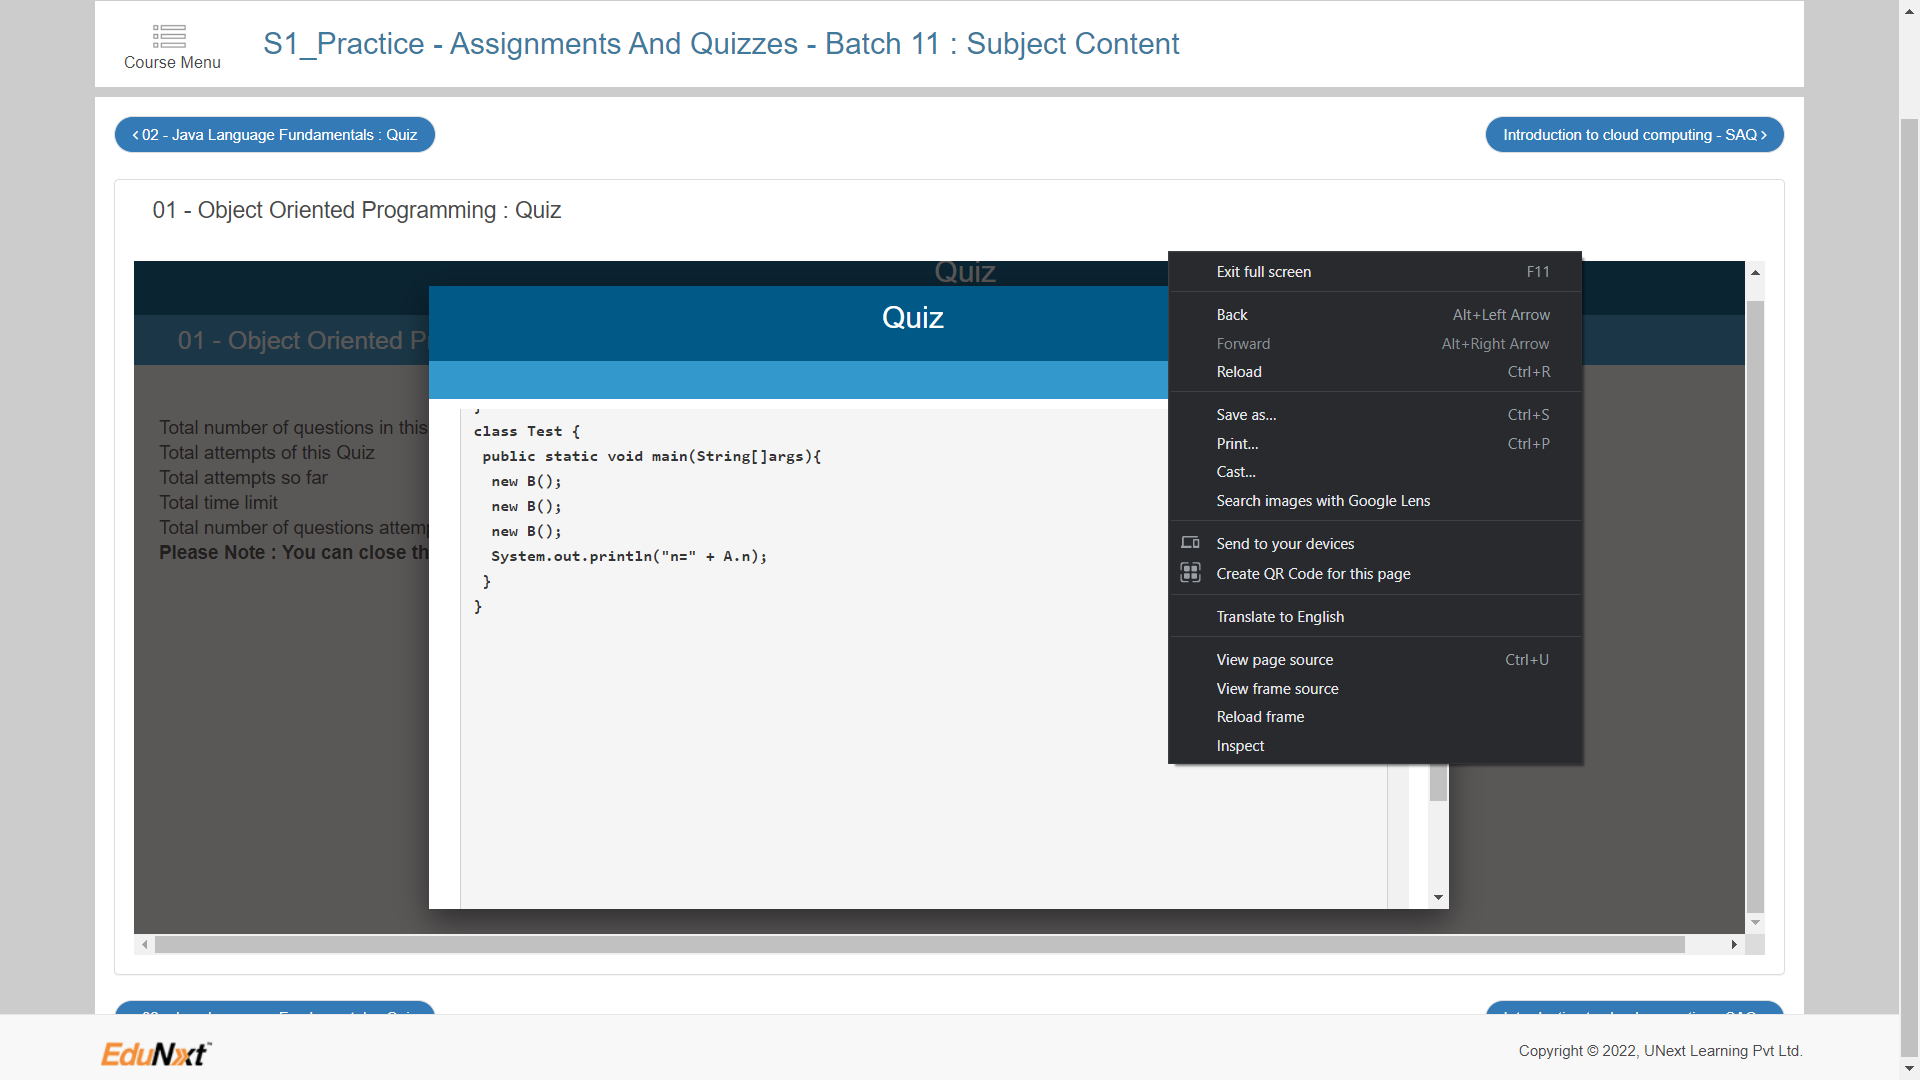 Course Menu
S1_Practice - Assignments And Quizzes - Batch 11 : Subject Content
‹ 02 - Java Language Fundamentals : Quiz
Introduction to cloud computing - SAQ ›
01 - Object Oriented Programming : Quiz
Quiz
01 - Object Oriented
Quiz
Total number of questions in this
Total attempts of this Quiz
Total attempts so far
Total time limit
Total number of questions
Please Note : You can close
}
class Test {
public static void main(String[]args){
new B();
new B();
new B();
System.out.println("n=" + A.n);
}
}
Exit full screen F11
Back Alt+Left Arrow
Forward Alt+Right Arrow
Reload Ctrl+R
Save as... Ctrl+S
Print... Ctrl+P
Cast...
Search images with Google Lens
Send to your devices
Create QR Code for this page
Translate to English
View page source Ctrl+U
View frame source
Reload frame
Inspect
EduNxt™
Copyright © 2022, UNext Learning Pvt Ltd.